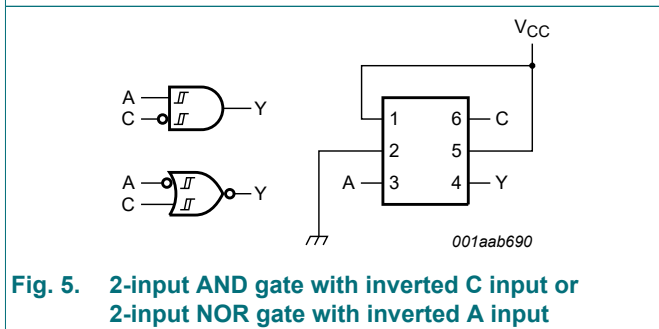 V_CC
A
C
Y
A
C
Y
1 6 C
2 5
A 3 4 Y
001aab690
Fig. 5. 2-input AND gate with inverted C input or
2-input NOR gate with inverted A input